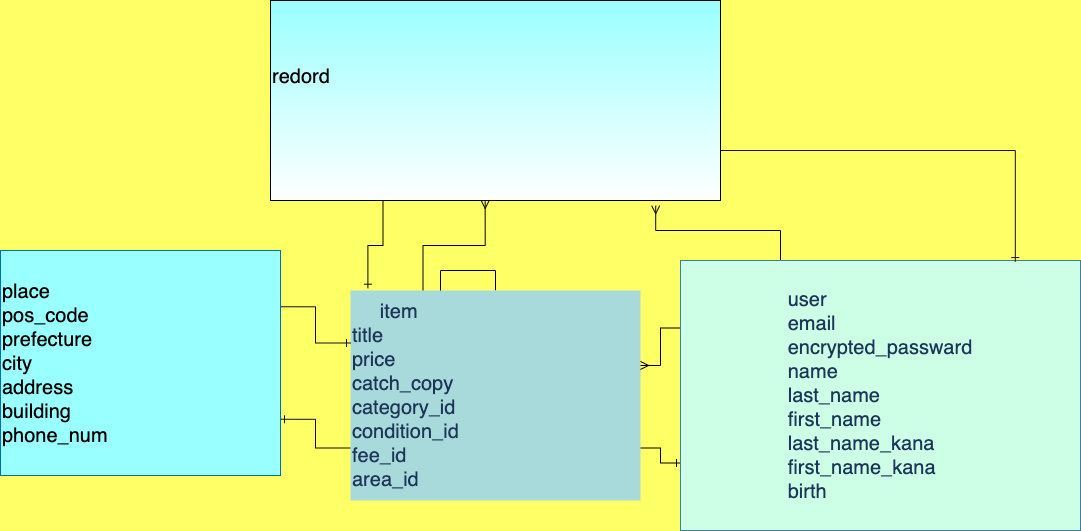 redord
place
pos_code
prefecture
city
address
building
phone_num
item
title
price
catch_copy
category_id
condition_id
fee_id
area_id
user
email
encrypted_passward
name
last_name
first_name
last_name_kana
first_name_kana
birth